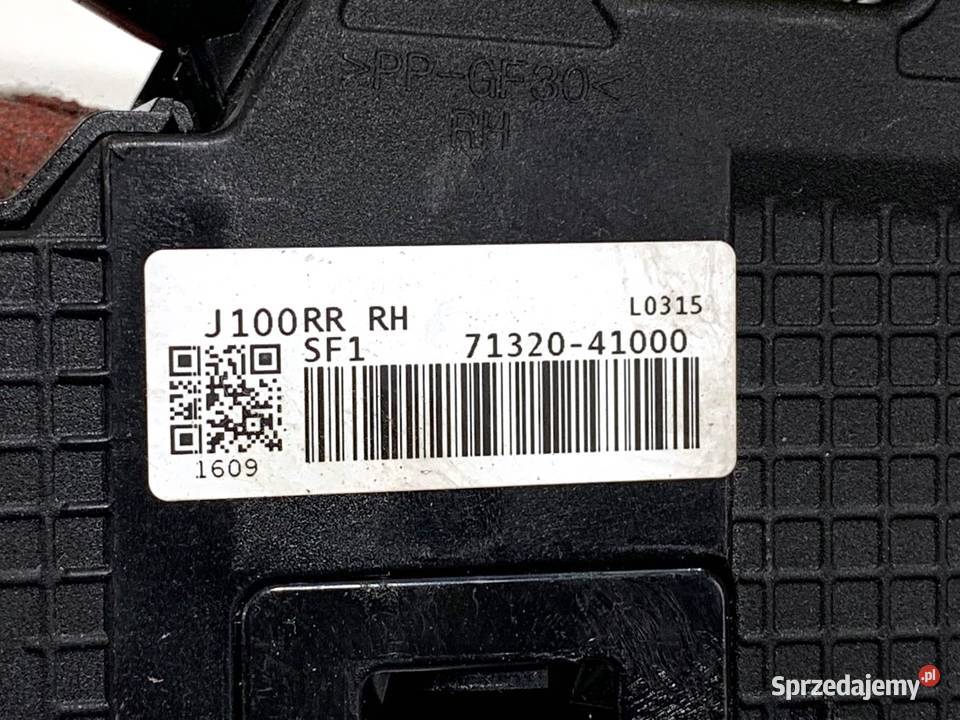 >PP-GF30<
RH
L0315
J100RR RH
SF1 71320-41000
1609
Sprzedajemy.pl